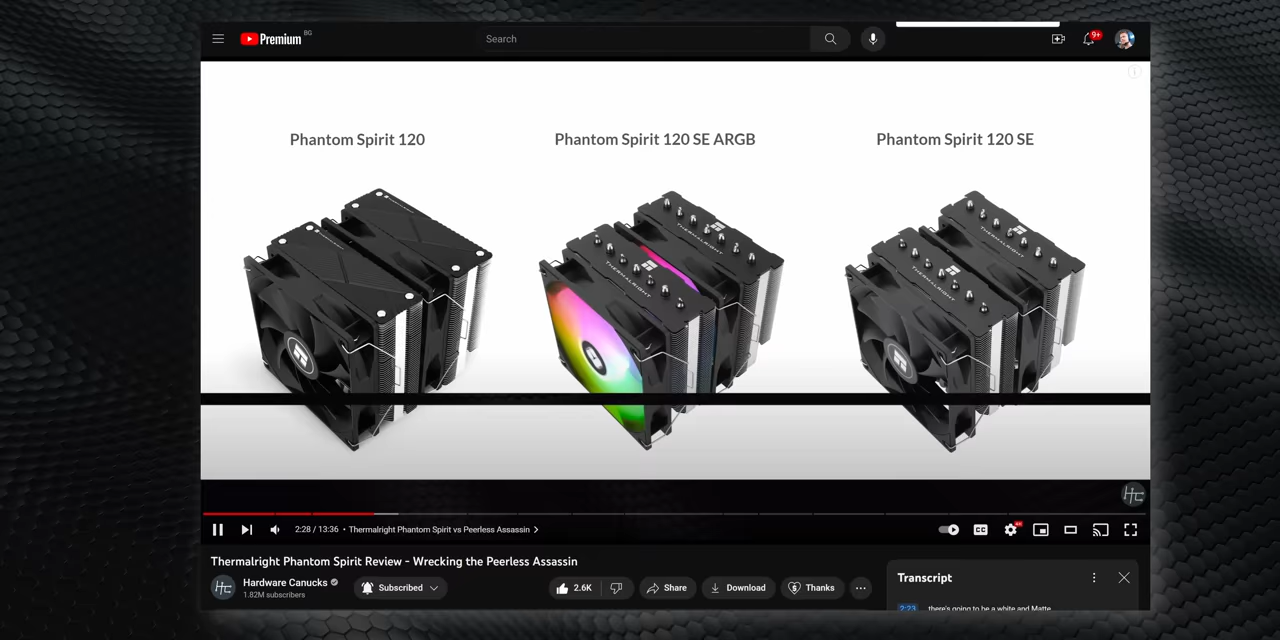 Premium BG
Search
9+
Phantom Spirit 120
Phantom Spirit 120 SE ARGB
Phantom Spirit 120 SE
THERMALRIGHT
THERMALRIGHT
THERMALRIGHT
THERMALRIGHT
2:28 / 13:36 • Thermalright Phantom Spirit vs Peerless Assassin
CC
Thermalright Phantom Spirit Review - Wrecking the Peerless Assassin
Hardware Canucks
1.82M subscribers
Subscribed
2.6K
Share
Download
Thanks
Transcript
2:23 there's going to be a white and Matte